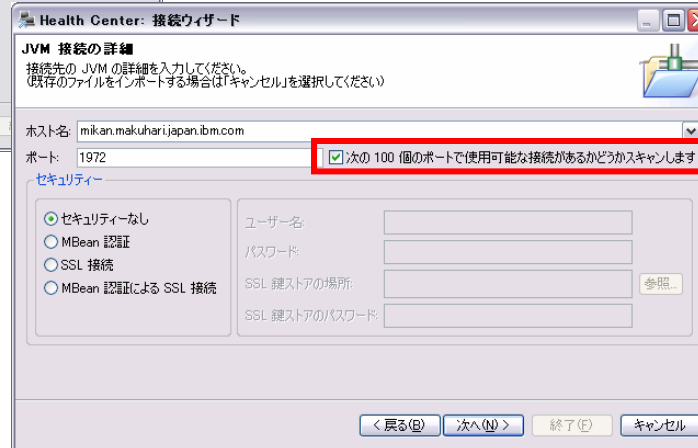 Health Center: 接続ウィザード
JVM 接続の詳細
接続先の JVM の詳細を入力してください。
(既存のファイルをインポートする場合は「キャンセル」を選択してください)
ホスト名: mikan.makuhari.japan.ibm.com
ポート: 1972 次の 100 個のポートで使用可能な接続があるかどうかスキャンします
セキュリティー
セキュリティーなし
MBean 認証
SSL 接続
MBean 認証による SSL 接続
ユーザー名:
パスワード:
SSL 鍵ストアの場所: 参照...
SSL 鍵ストアのパスワード:
< 戻る(B) 次へ(N) > 終了(F) キャンセル